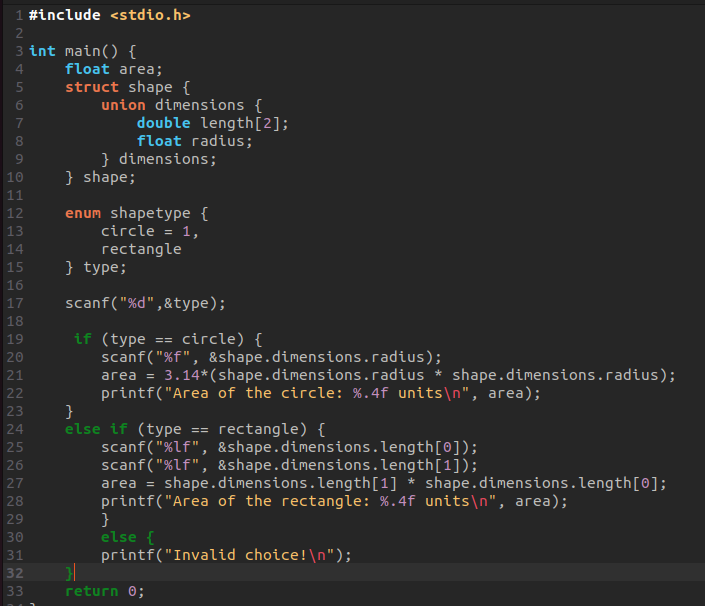 1 #include <stdio.h>
2
3 int main() {
4     float area;
5     struct shape {
6         union dimensions {
7             double length[2];
8             float radius;
9         } dimensions;
10     } shape;
11
12     enum shapetype {
13         circle = 1,
14         rectangle
15     } type;
16
17     scanf("%d",&type);
18
19      if (type == circle) {
20         scanf("%f", &shape.dimensions.radius);
21         area = 3.14*(shape.dimensions.radius * shape.dimensions.radius);
22         printf("Area of the circle: %.4f units\n", area);
23     }
24     else if (type == rectangle) {
25         scanf("%lf", &shape.dimensions.length[0]);
26         scanf("%lf", &shape.dimensions.length[1]);
27         area = shape.dimensions.length[1] * shape.dimensions.length[0];
28         printf("Area of the rectangle: %.4f units\n", area);
29         }
30         else {
31         printf("Invalid choice!\n");
32     }
33     return 0;